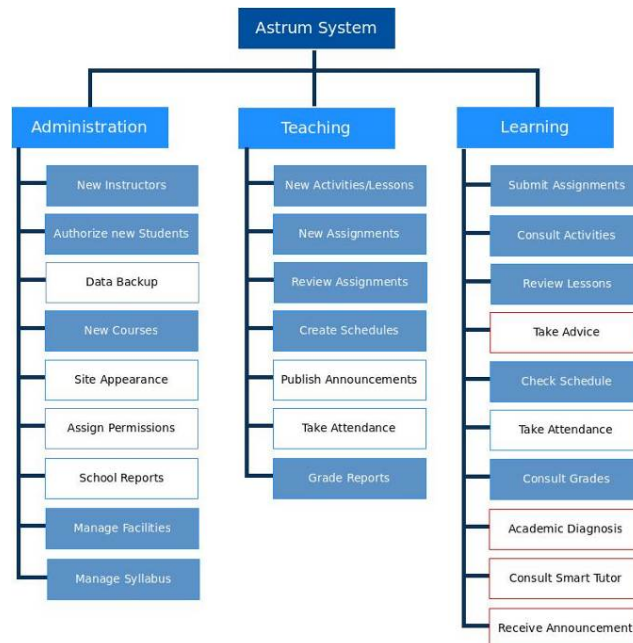 Astrum System
Administration
New Instructors
Authorize new Students
Data Backup
New Courses
Site Appearance
Assign Permissions
School Reports
Manage Facilities
Manage Syllabus
Teaching
New Activities/Lessons
New Assignments
Review Assignments
Create Schedules
Publish Announcements
Take Attendance
Grade Reports
Learning
Submit Assignments
Consult Activities
Review Lessons
Take Advice
Check Schedule
Take Attendance
Consult Grades
Academic Diagnosis
Consult Smart Tutor
Receive Announcement